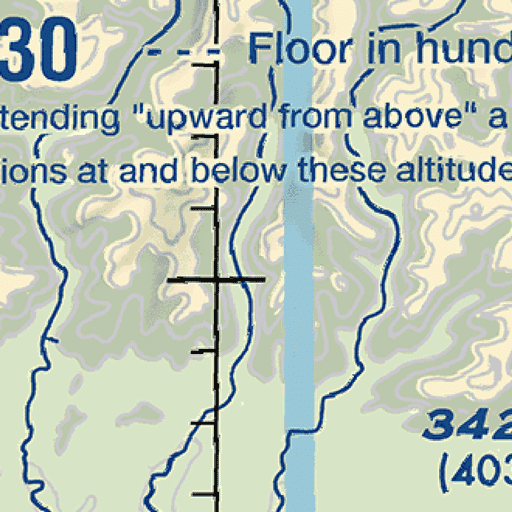 30
Floor in hund
tending "upward from above" a
ions at and below these altitude
342
(403